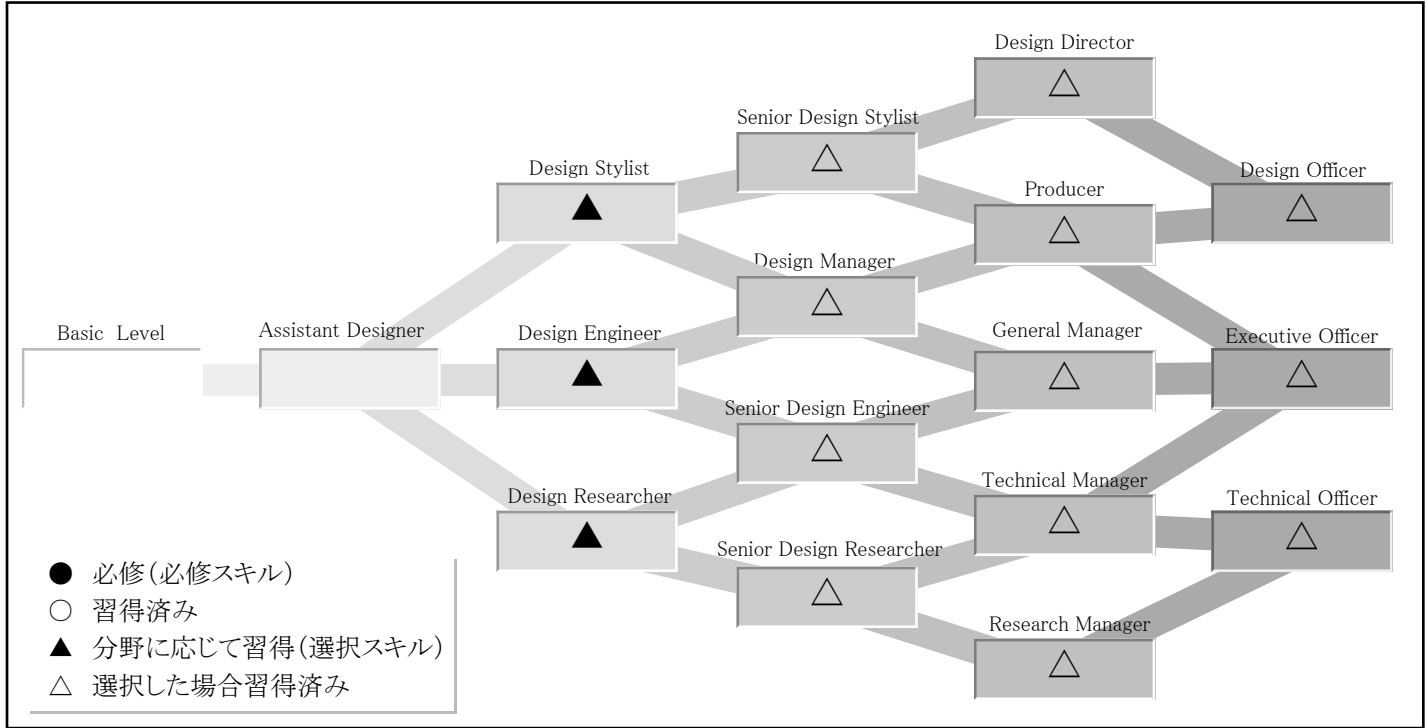 Design Director
△
Senior Design Stylist
△
Design Stylist
▲
Producer
△
Design Officer
△
Design Manager
△
Basic Level
Assistant Designer
Design Engineer
▲
General Manager
△
Executive Officer
△
Senior Design Engineer
△
Design Researcher
▲
Technical Manager
△
Technical Officer
△
Senior Design Researcher
△
Research Manager
△
● 必修(必修スキル)
○ 習得済み
▲ 分野に応じて習得(選択スキル)
△ 選択した場合習得済み